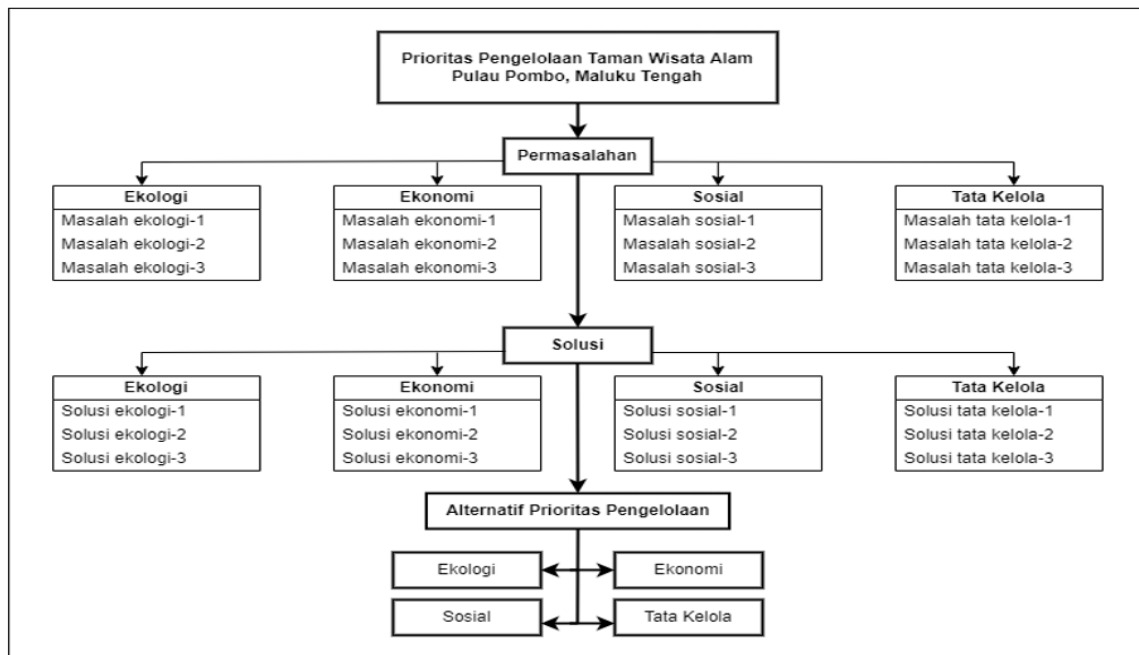 Prioritas Pengelolaan Taman Wisata Alam
Pulau Pombo, Maluku Tengah
Permasalahan
Ekologi
Masalah ekologi-1
Masalah ekologi-2
Masalah ekologi-3
Ekonomi
Masalah ekonomi-1
Masalah ekonomi-2
Masalah ekonomi-3
Sosial
Masalah sosial-1
Masalah sosial-2
Masalah sosial-3
Tata Kelola
Masalah tata kelola-1
Masalah tata kelola-2
Masalah tata kelola-3
Solusi
Ekologi
Solusi ekologi-1
Solusi ekologi-2
Solusi ekologi-3
Ekonomi
Solusi ekonomi-1
Solusi ekonomi-2
Solusi ekonomi-3
Sosial
Solusi sosial-1
Solusi sosial-2
Solusi sosial-3
Tata Kelola
Solusi tata kelola-1
Solusi tata kelola-2
Solusi tata kelola-3
Alternatif Prioritas Pengelolaan
Ekologi
Ekonomi
Sosial
Tata Kelola